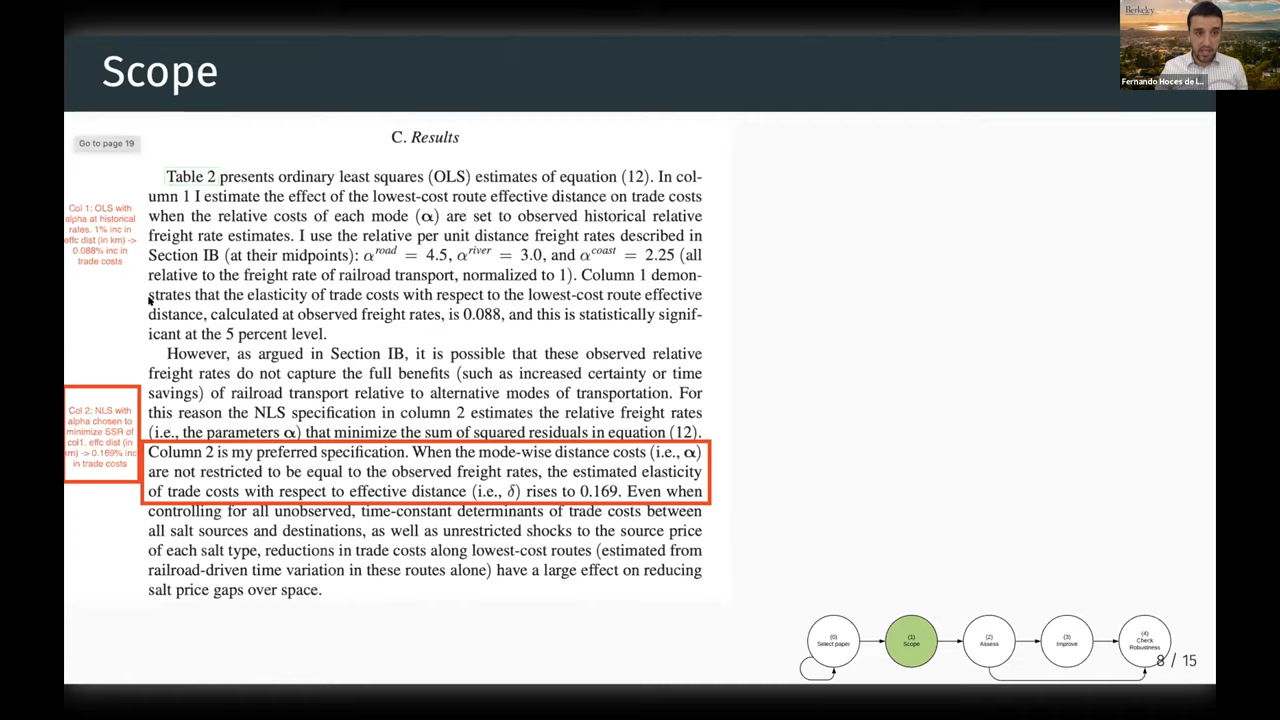 Scope
Berkeley
Fernando Hoces de l...
Go to page 19
C. Results
Table 2 presents ordinary least squares (OLS) estimates of equation (12). In col-
umn 1 I estimate the effect of the lowest-cost route effective distance on trade costs
when the relative costs of each mode (α) are set to observed historical relative
freight rate estimates. I use the relative per unit distance freight rates described in
Section IB (at their midpoints): α^road = 4.5, α^river = 3.0, and α^coast = 2.25 (all
relative to the freight rate of railroad transport, normalized to 1). Column 1 demon-
strates that the elasticity of trade costs with respect to the lowest-cost route effective
distance, calculated at observed freight rates, is 0.088, and this is statistically signif-
icant at the 5 percent level.
However, as argued in Section IB, it is possible that these observed relative
freight rates do not capture the full benefits (such as increased certainty or time
savings) of railroad transport relative to alternative modes of transportation. For
this reason the NLS specification in column 2 estimates the relative freight rates
(i.e., the parameters α) that minimize the sum of squared residuals in equation (12).
Column 2 is my preferred specification. When the mode-wise distance costs (i.e., α)
are not restricted to be equal to the observed freight rates, the estimated elasticity
of trade costs with respect to effective distance (i.e., δ) rises to 0.169. Even when
controlling for all unobserved, time-constant determinants of trade costs between
all salt sources and destinations, as well as unrestricted shocks to the source price
of each salt type, reductions in trade costs along lowest-cost routes (estimated from
railroad-driven time variation in these routes alone) have a large effect on reducing
salt price gaps over space.
Col 1: OLS with
alpha at historical
rates. 1% inc in
effc dist (in km) ->
0.088% inc in
trade costs
Col 2: NLS with
alpha chosen to
minimize SSR of
col1. effc dist (in
km) -> 0.169% inc
in trade costs
(0)
Select paper
(1)
Scope
(2)
Assess
(3)
Improve
(4)
Check
Robustness
8 / 15